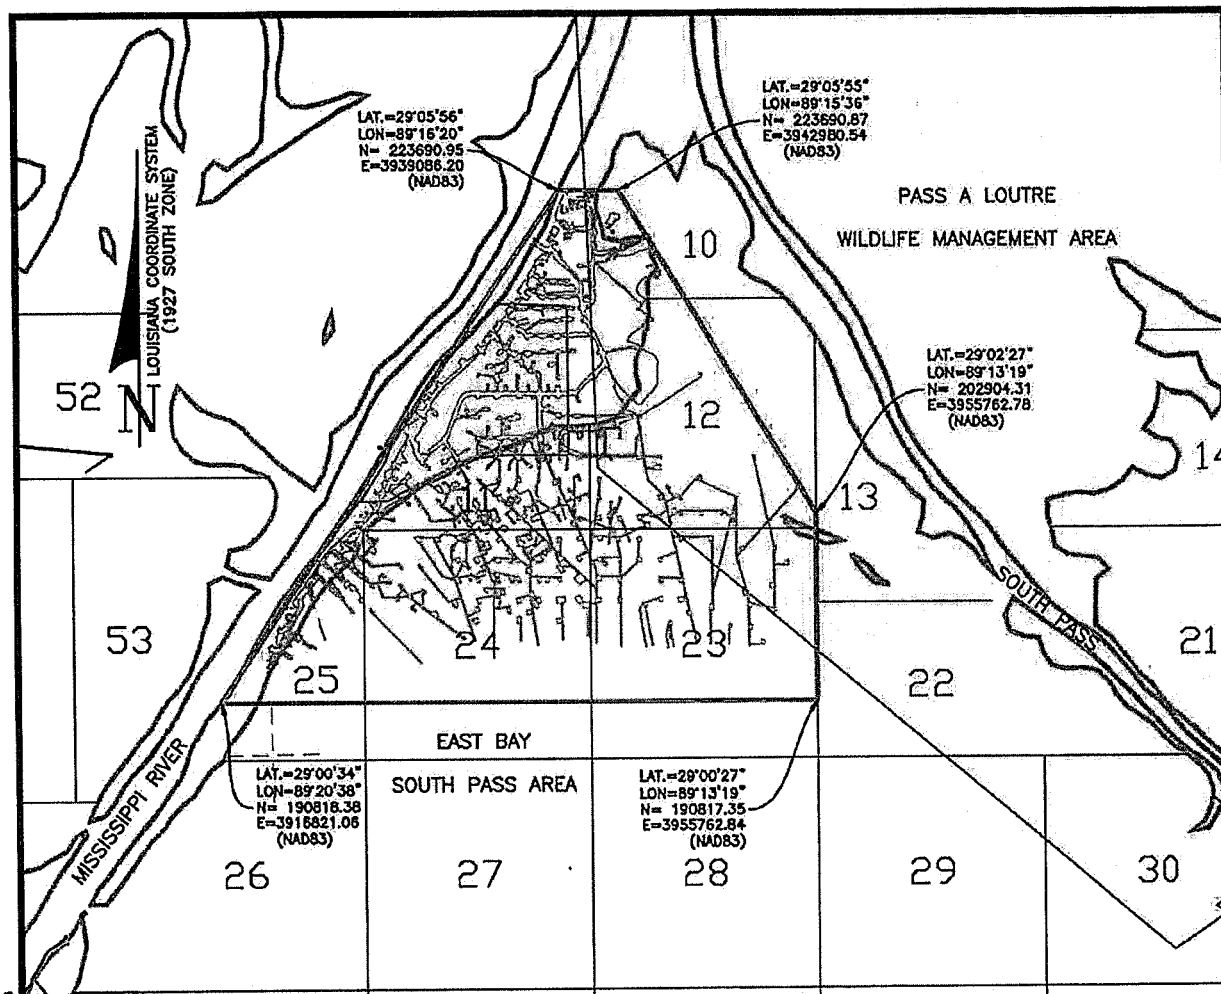 LAT.=29°05'56"
LON=89°16'20"
N= 223690.95
E=3939086.20
(NAD83)
LAT.=29°05'55"
LON=89°15'36"
N= 223690.87
E=3942980.54
(NAD83)
LOUISIANA COORDINATE SYSTEM
(1927 SOUTH ZONE)
N
PASS A LOUTRE
WILDLIFE MANAGEMENT AREA
10
LAT.=29°02'27"
LON=89°13'19"
N= 202904.31
E=3955762.78
(NAD83)
52
12
14
11
13
SOUTH PASS
53
24
23
21
25
22
EAST BAY
SOUTH PASS AREA
MISSISSIPPI RIVER
LAT.=29°00'34"
LON=89°20'38"
N= 190818.38
E=3916821.06
(NAD83)
LAT.=29°00'27"
LON=89°13'19"
N= 190817.35
E=3955762.84
(NAD83)
26
27
28
29
30